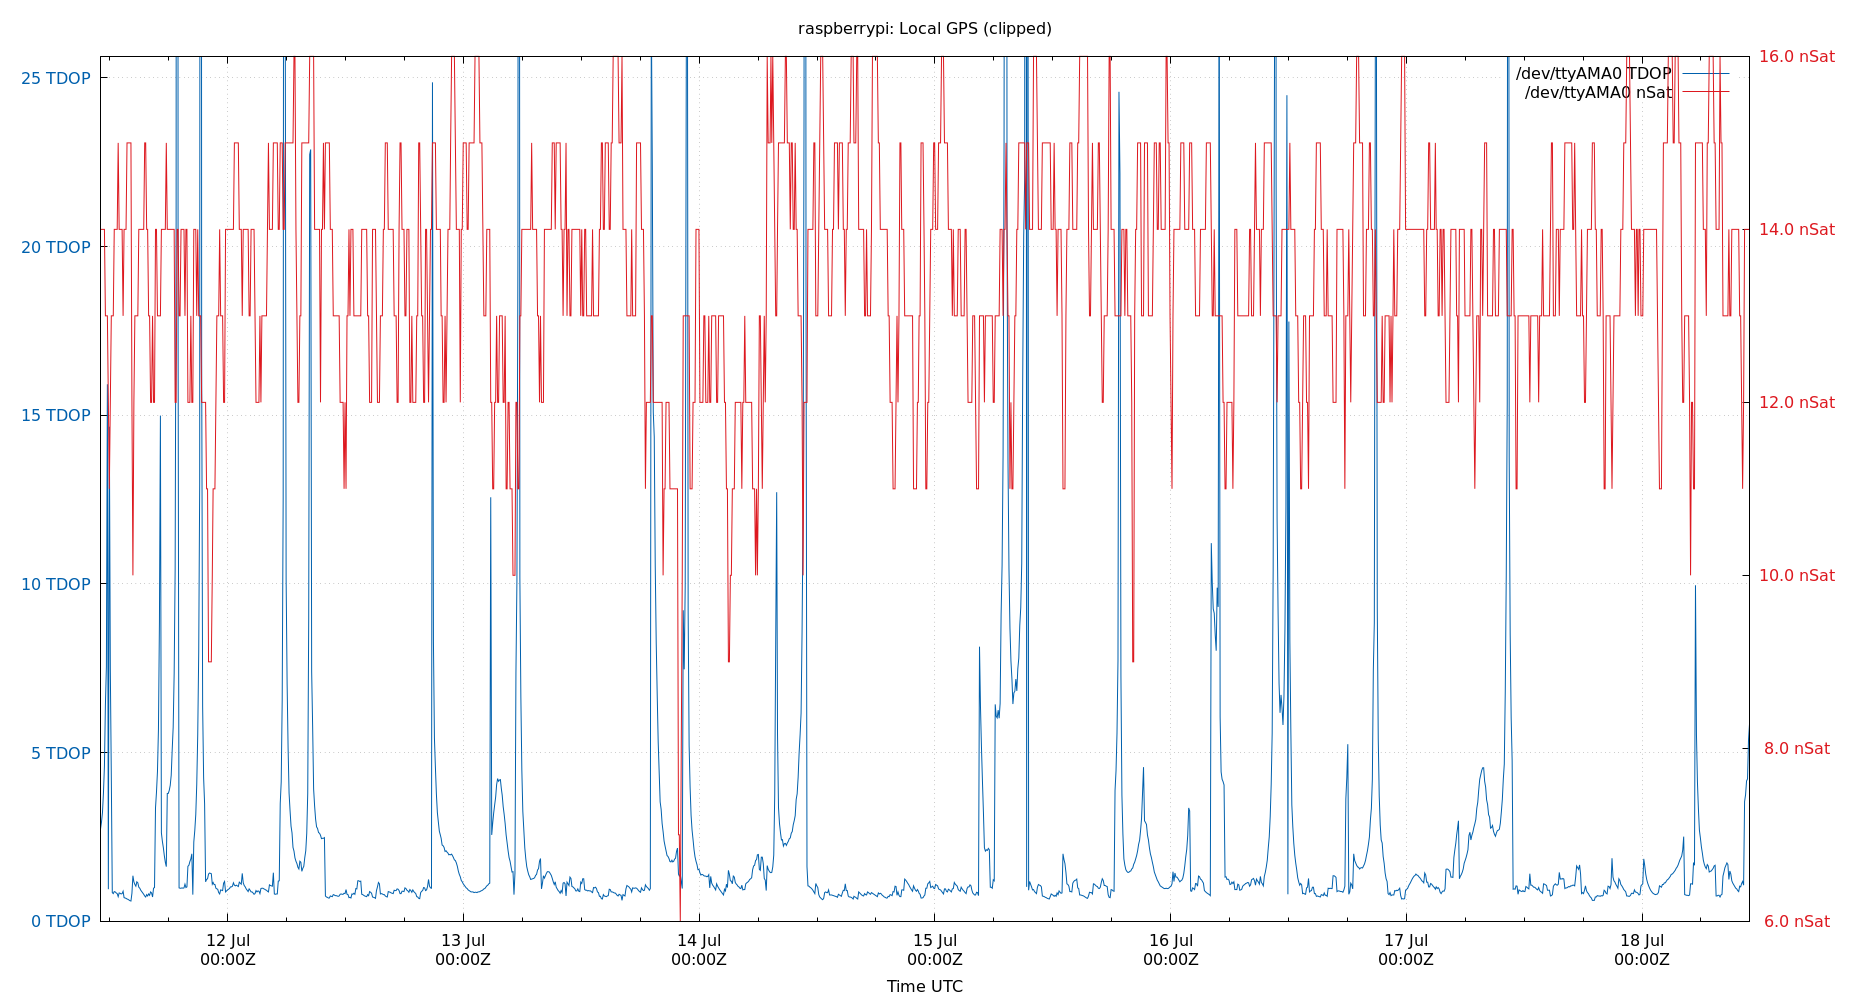 raspberrypi: Local GPS (clipped)
25 TDOP
20 TDOP
15 TDOP
10 TDOP
5 TDOP
0 TDOP
16.0 nSat
14.0 nSat
12.0 nSat
10.0 nSat
8.0 nSat
6.0 nSat
/dev/ttyAMA0 TDOP
/dev/ttyAMA0 nSat
12 Jul
00:00Z
13 Jul
00:00Z
14 Jul
00:00Z
15 Jul
00:00Z
16 Jul
00:00Z
17 Jul
00:00Z
18 Jul
00:00Z
Time UTC